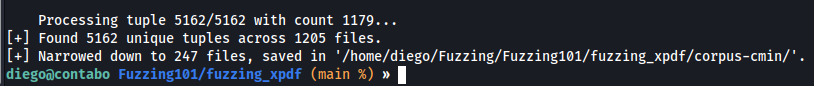 Processing tuple 5162/5162 with count 1179...
[+] Found 5162 unique tuples across 1205 files.
[+] Narrowed down to 247 files, saved in '/home/diego/Fuzzing/Fuzzing101/fuzzing_xpdf/corpus-cmin/'.
diego@contabo Fuzzing101/fuzzing_xpdf (main %) »